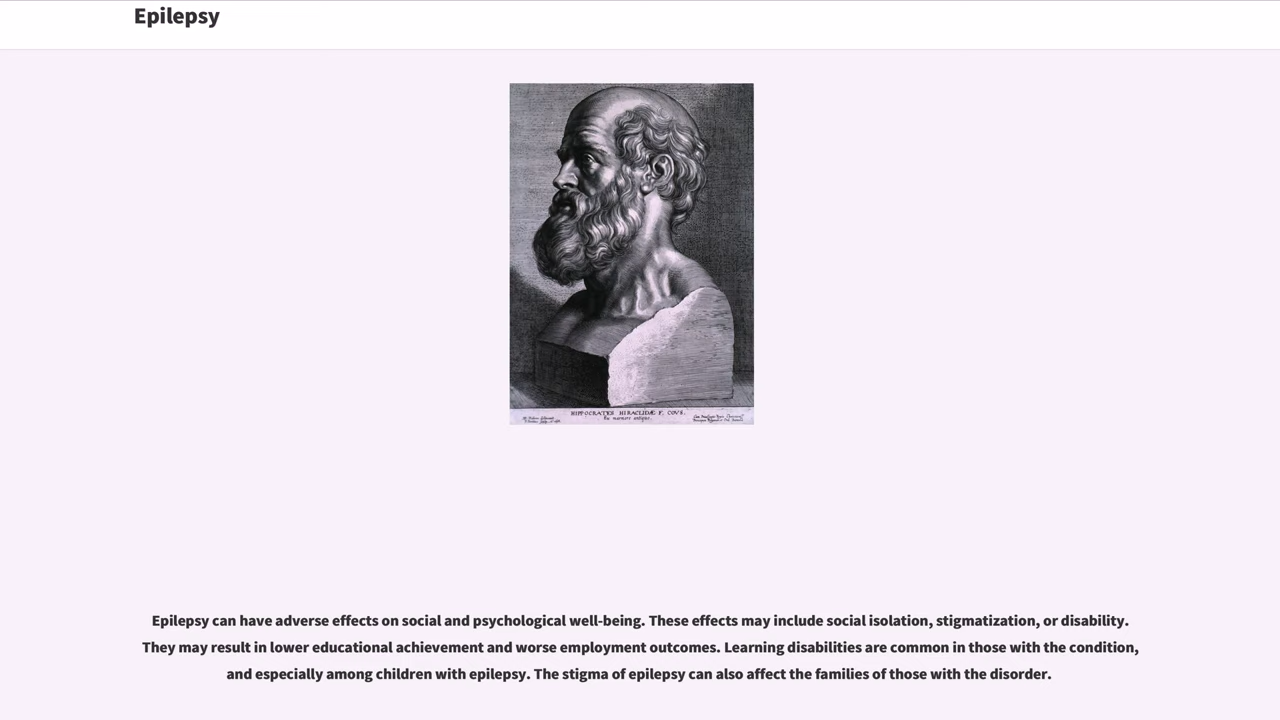 Epilepsy
HIPPOCRATES HIRACLIDÆ F. COVS.
Epilepsy can have adverse effects on social and psychological well-being. These effects may include social isolation, stigmatization, or disability.
They may result in lower educational achievement and worse employment outcomes. Learning disabilities are common in those with the condition,
and especially among children with epilepsy. The stigma of epilepsy can also affect the families of those with the disorder.